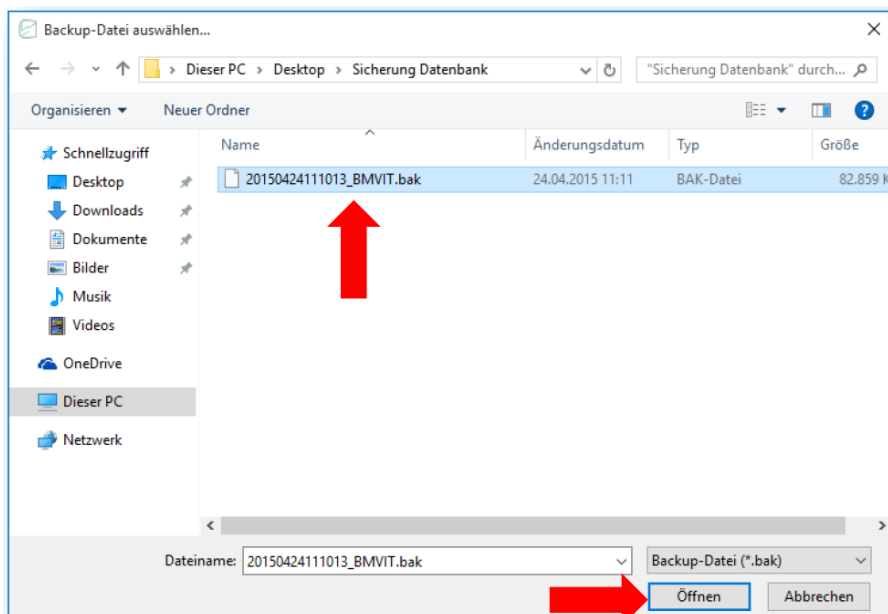 Backup-Datei auswählen...
Dieser PC > Desktop > Sicherung Datenbank
"Sicherung Datenbank" durch...
Organisieren
Neuer Ordner
Name
Änderungsdatum
Typ
Größe
Schnellzugriff
Desktop
Downloads
Dokumente
Bilder
Musik
Videos
OneDrive
Dieser PC
Netzwerk
20150424111013_BMVIT.bak
24.04.2015 11:11
BAK-Datei
82.859 K
Dateiname:
20150424111013_BMVIT.bak
Backup-Datei (*.bak)
Öffnen
Abbrechen